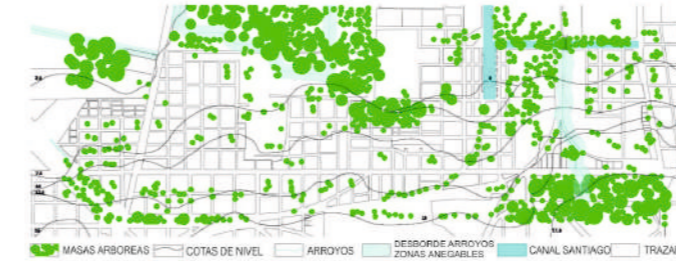 MASAS ARBOREAS
COTAS DE NIVEL
ARROYOS
DESBORDE ARROYOS
ZONAS ANEGABLES
CANAL SANTIAGO
TRAZA